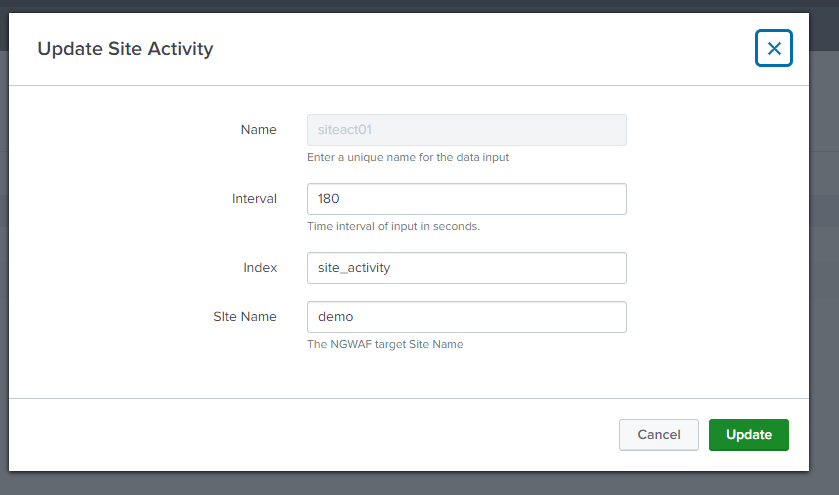 Update Site Activity
Name
siteact01
Enter a unique name for the data input
Interval
180
Time interval of input in seconds.
Index
site_activity
SIte Name
demo
The NGWAF target Site Name
Cancel
Update